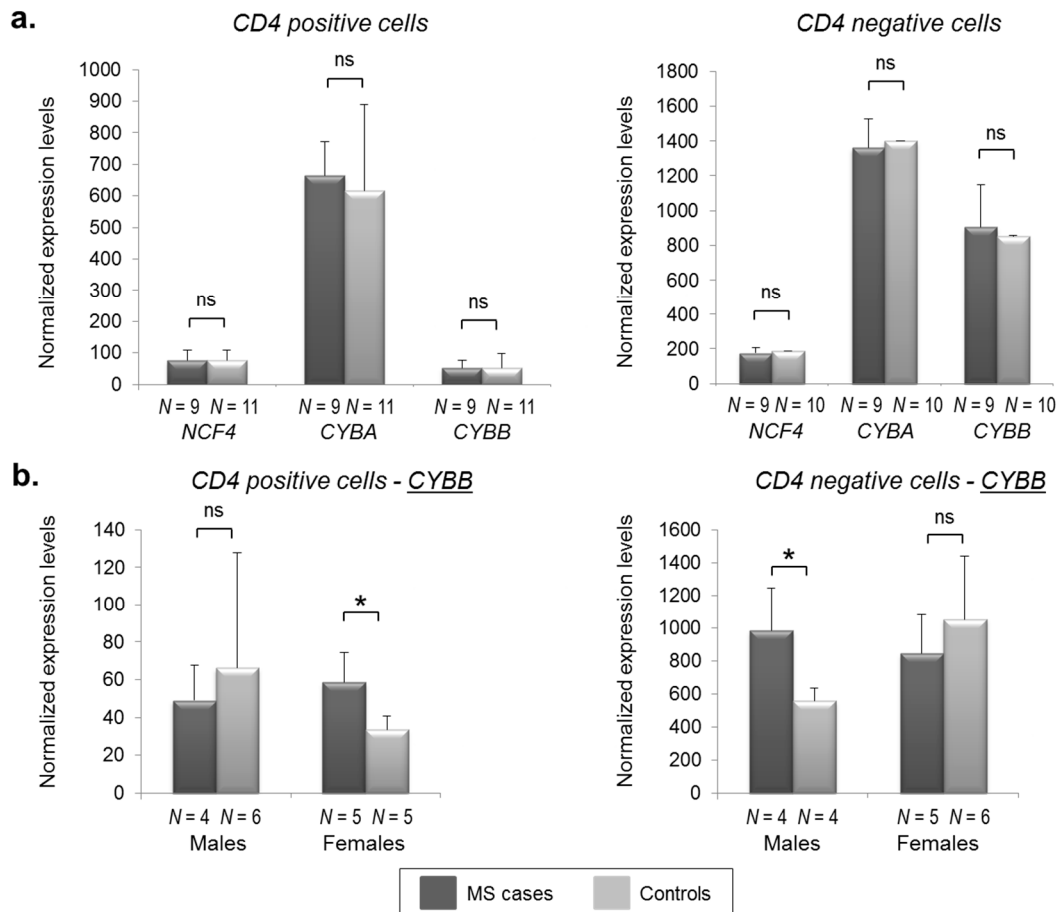 a.
CD4 positive cells
Normalized expression levels
1000
900
800
700
600
500
400
300
200
100
0
ns
ns
ns
N = 9 N = 11
N = 9 N = 11
N = 9 N = 11
NCF4
CYBA
CYBB
CD4 negative cells
Normalized expression levels
1800
1600
1400
1200
1000
800
600
400
200
0
ns
ns
ns
N = 9 N = 10
N = 9 N = 10
N = 9 N = 10
NCF4
CYBA
CYBB
b.
CD4 positive cells - CYBB
Normalized expression levels
140
120
100
80
60
40
20
0
ns
*
N = 4 N = 6
N = 5 N = 5
Males
Females
CD4 negative cells - CYBB
Normalized expression levels
1600
1400
1200
1000
800
600
400
200
0
*
ns
N = 4 N = 4
N = 5 N = 6
Males
Females
MS cases
Controls